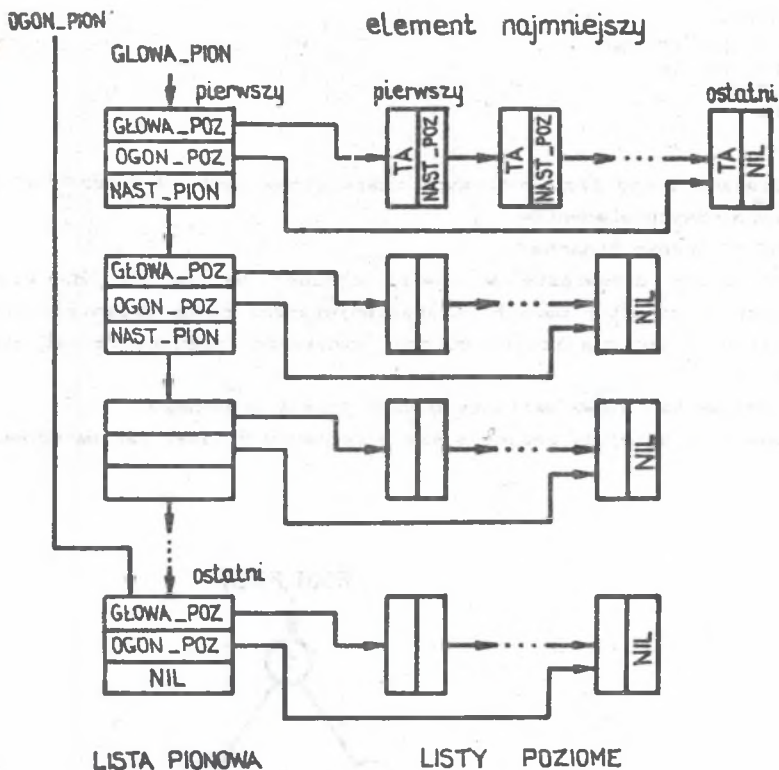 OGON_PION
element najmniejszy
GLOWA_PION
pierwszy
pierwszy
ostatni
GŁOWA_POZ
OGON_POZ
NAST_PION
TA
NAST_POZ
TA
NAST_POZ
TA
NIL
GŁOWA_POZ
OGON_POZ
NAST_PION
NIL
NIL
ostatni
GŁOWA_POZ
OGON_POZ
NIL
NIL
LISTA PIONOWA
LISTY POZIOME